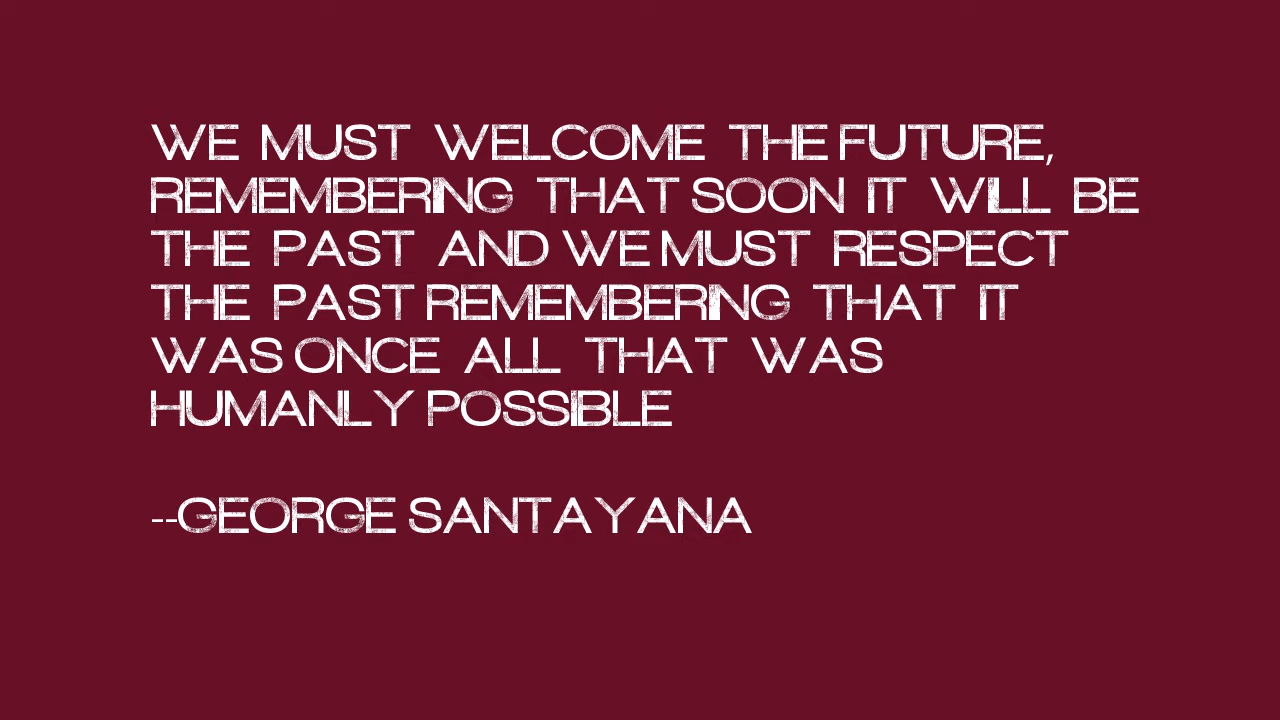 WE MUST WELCOME THE FUTURE,
REMEMBERING THAT SOON IT WILL BE
THE PAST AND WE MUST RESPECT
THE PAST REMEMBERING THAT IT
WAS ONCE ALL THAT WAS
HUMANLY POSSIBLE
--GEORGE SANTAYANA